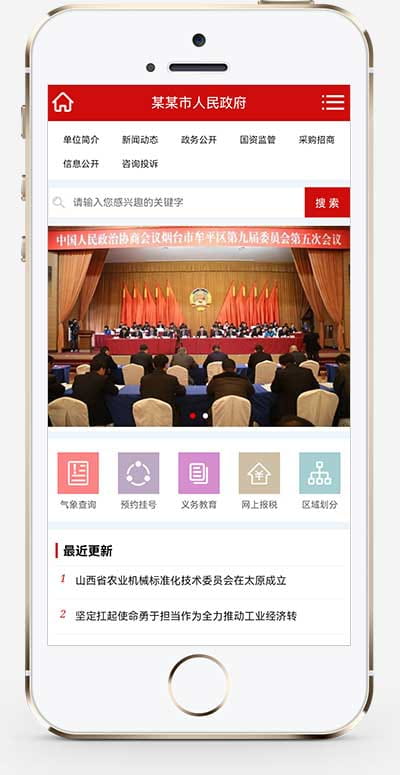 某某市人民政府
单位简介 新闻动态 政务公开 国资监管 采购招商
信息公开 咨询投诉
请输入您感兴趣的关键字 搜 索
中国人民政治协商会议烟台市牟平区第九届委员会第五次会议
气象查询 预约挂号 义务教育 网上报税 区域划分
最近更新
1 山西省农业机械标准化技术委员会在太原成立
2 坚定扛起使命勇于担当作为全力推动工业经济转